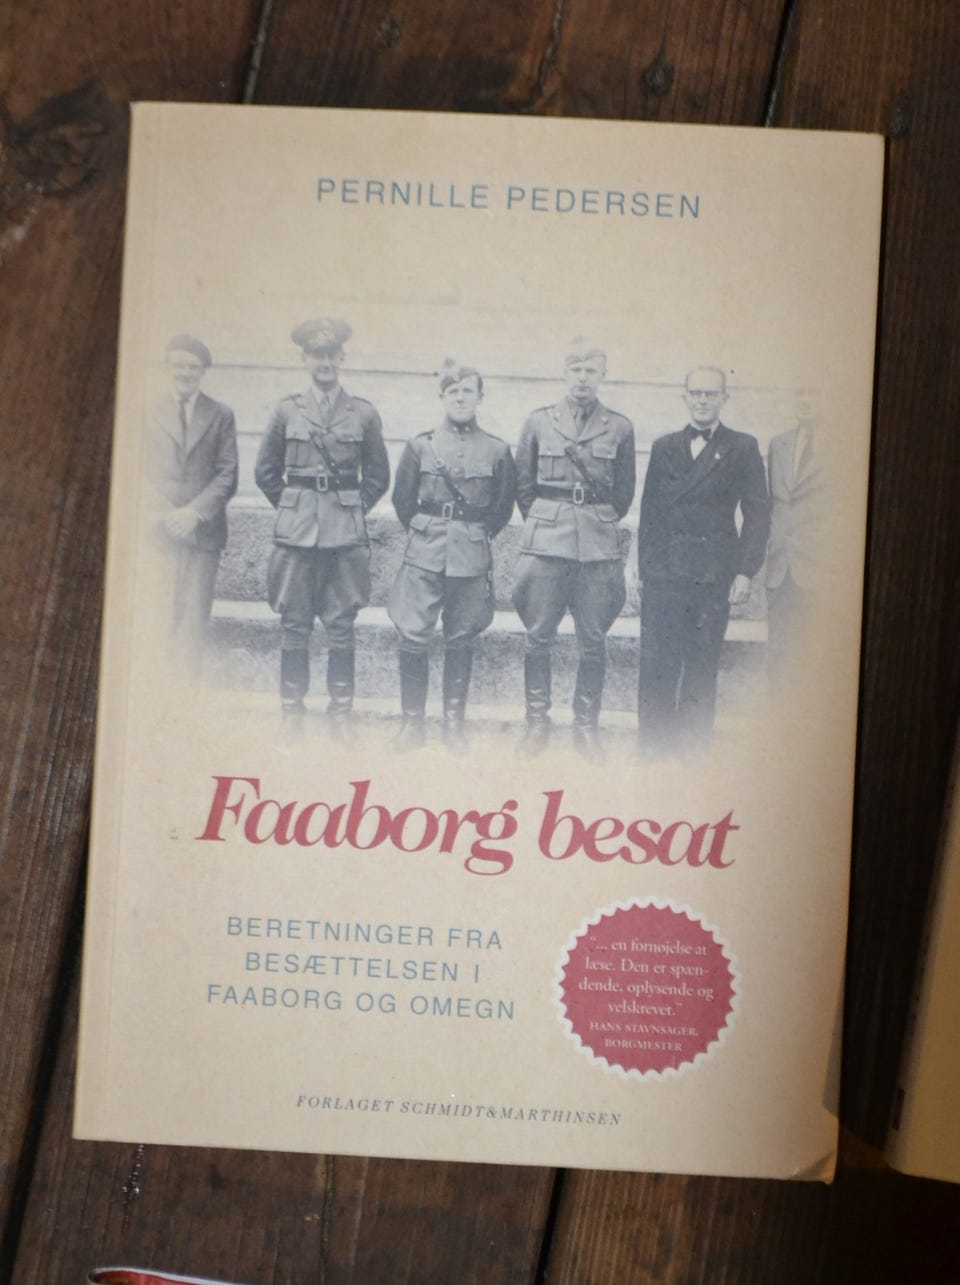 PERNILLE PEDERSEN
Faaborg besat
BERETNINGER FRA
BESÆTTELSEN I
FAABORG OG OMEGN
"... en fornøjelse at
læse. Den er spæn-
dende, oplysende og
velskrevet."
HANS STAVNSAGER,
BORGMESTER
FORLAGET SCHMIDT&MARTHINSEN